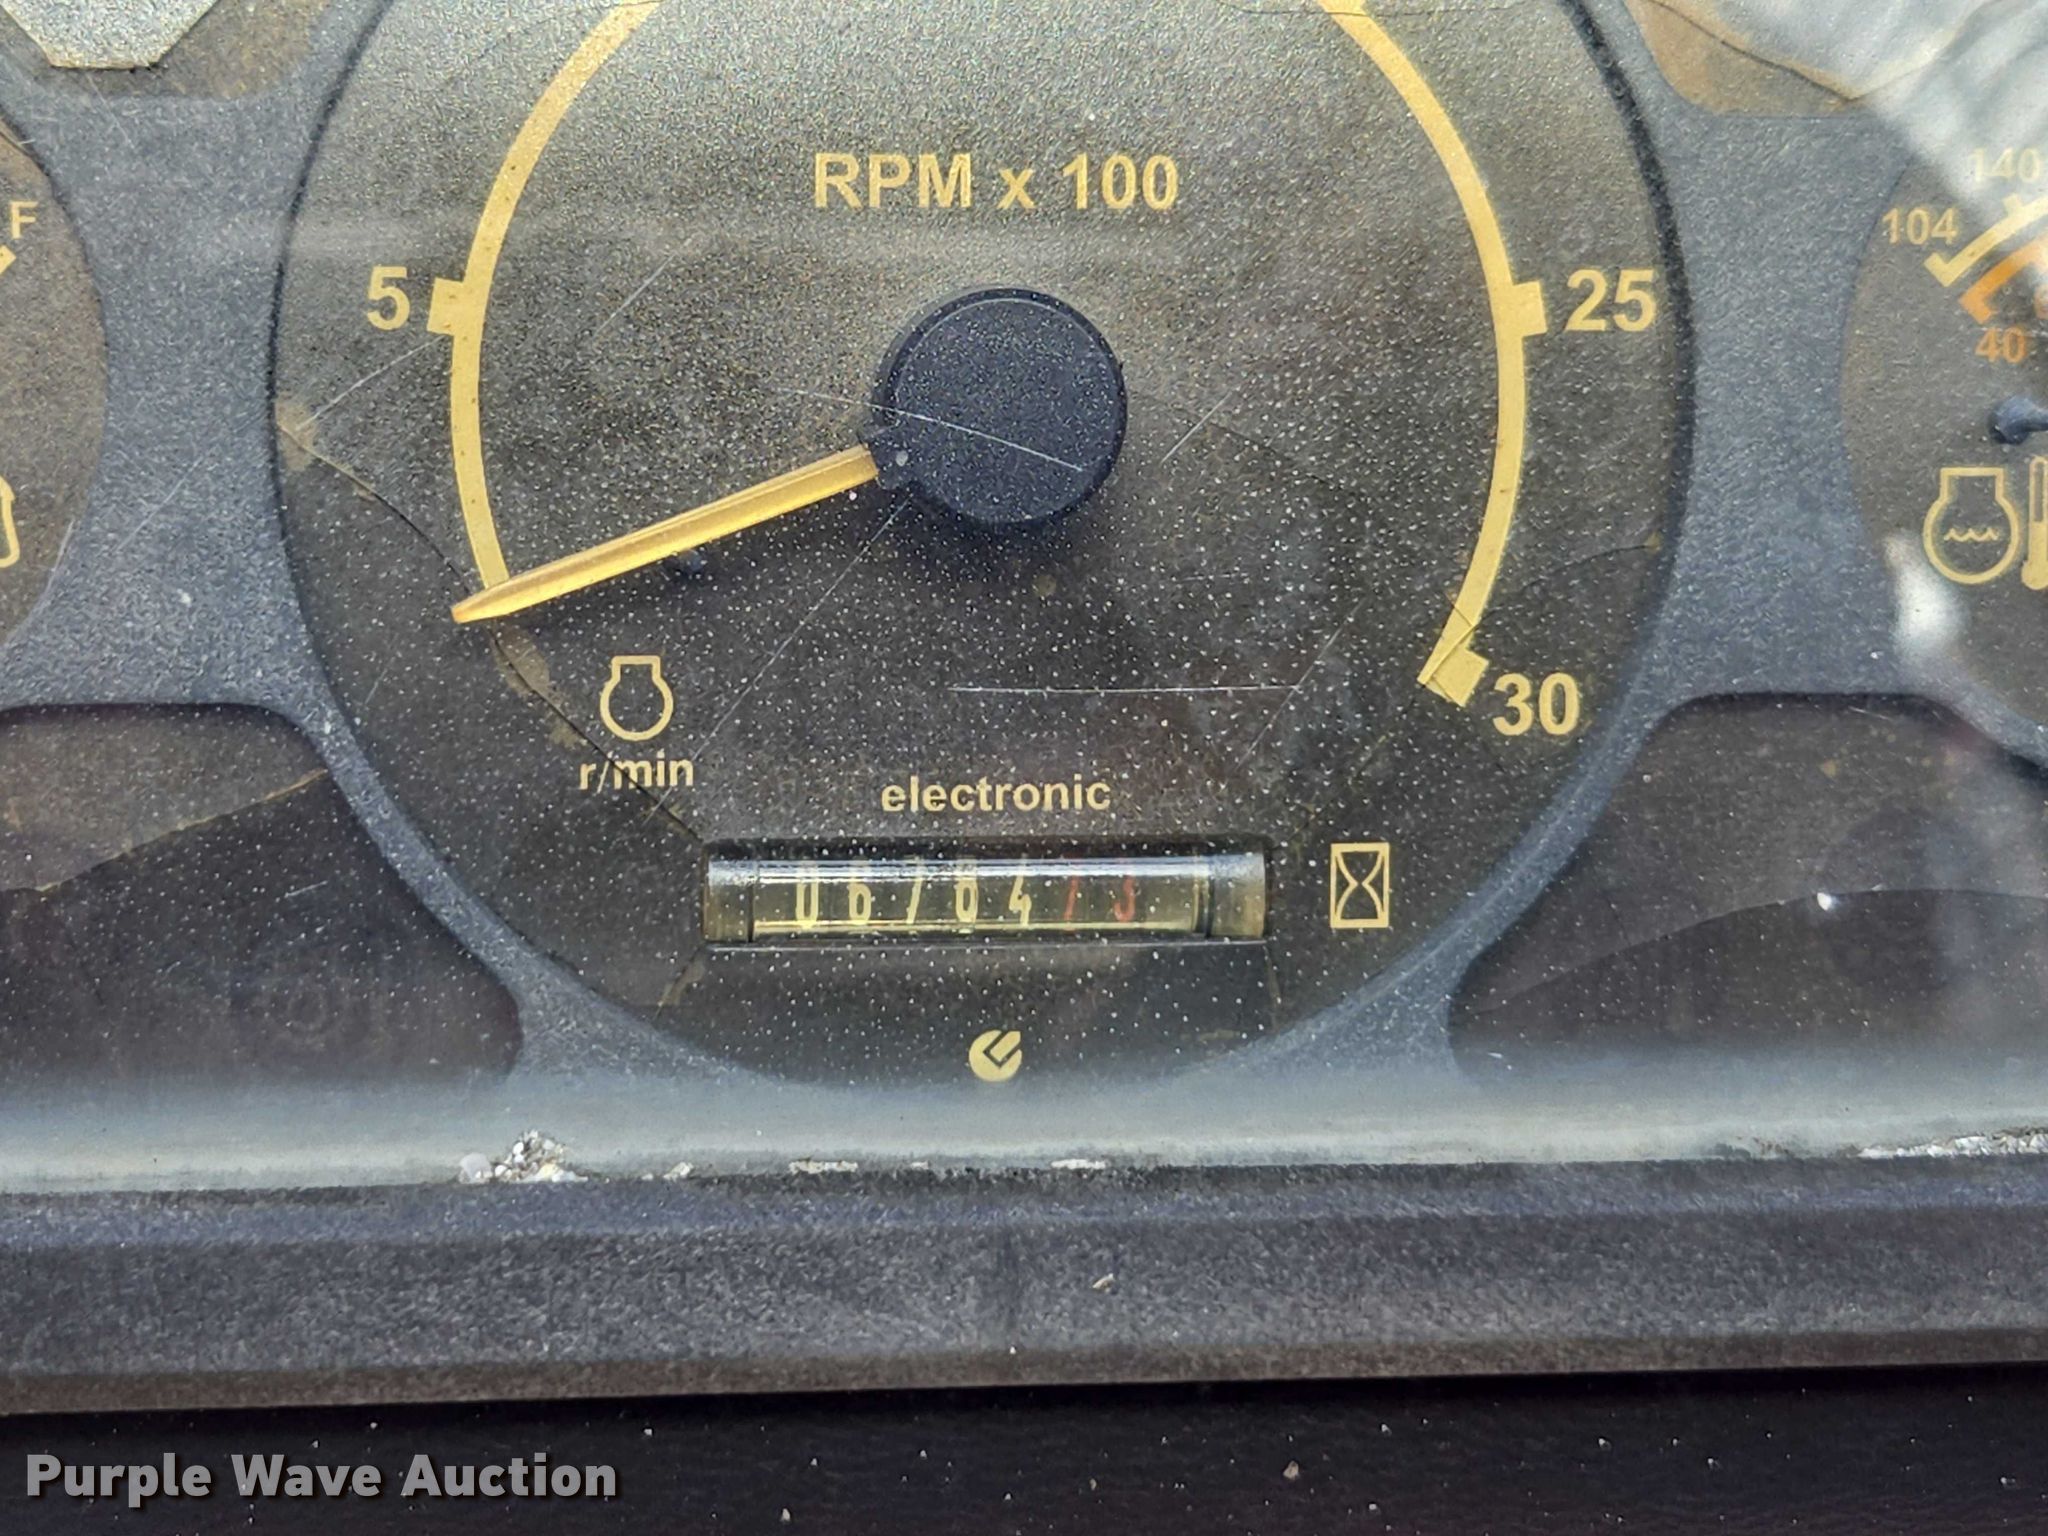 RPM x 100
F
5
25
140
104
40
30
r/min
electronic
Purple Wave Auction